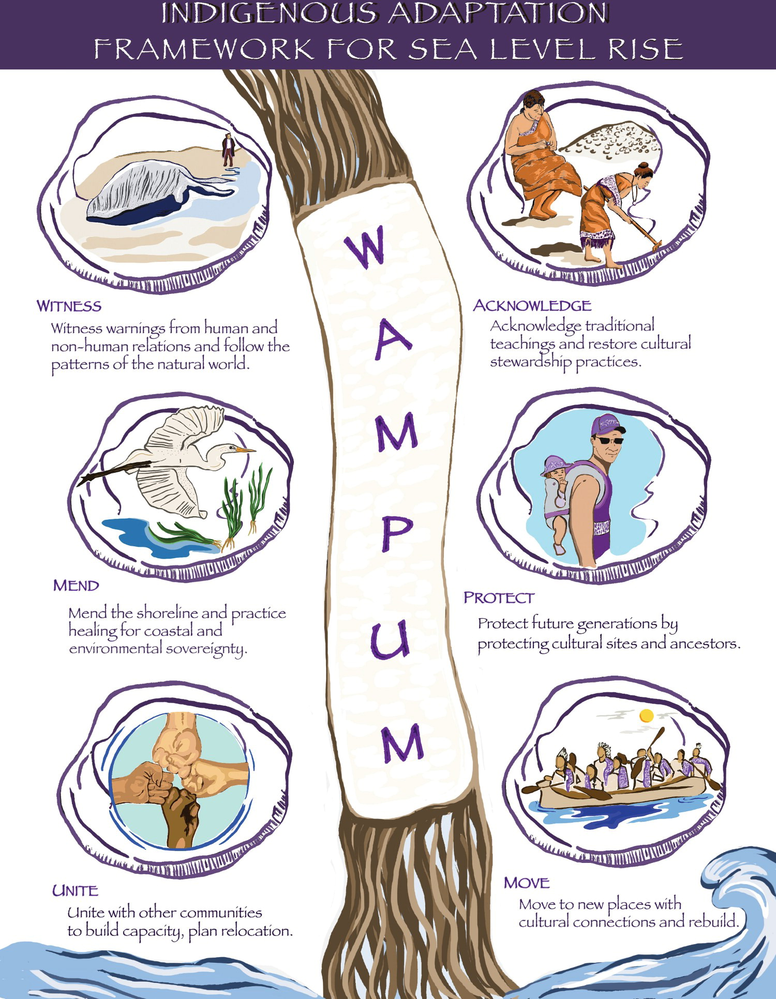 INDIGENOUS ADAPTATION
FRAMEWORK FOR SEA LEVEL RISE
W
A
M
P
U
M
WITNESS
Witness warnings from human and
non-human relations and follow the
patterns of the natural world.
ACKNOWLEDGE
Acknowledge traditional
teachings and restore cultural
stewardship practices.
MEND
Mend the shoreline and practice
healing for coastal and
environmental sovereignty.
PROTECT
Protect future generations by
protecting cultural sites and ancestors.
UNITE
Unite with other communities
to build capacity, plan relocation.
MOVE
Move to new places with
cultural connections and rebuild.